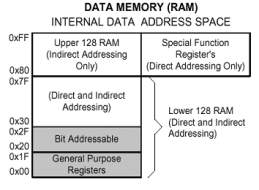 DATA MEMORY (RAM)
INTERNAL DATA ADDRESS SPACE
0xFF
Upper 128 RAM
(Indirect Addressing
Only)
Special Function
Register's
(Direct Addressing Only)
0x80
0x7F
(Direct and Indirect
Addressing)
Lower 128 RAM
(Direct and Indirect
Addressing)
0x30
0x2F
Bit Addressable
0x20
0x1F
General Purpose
Registers
0x00